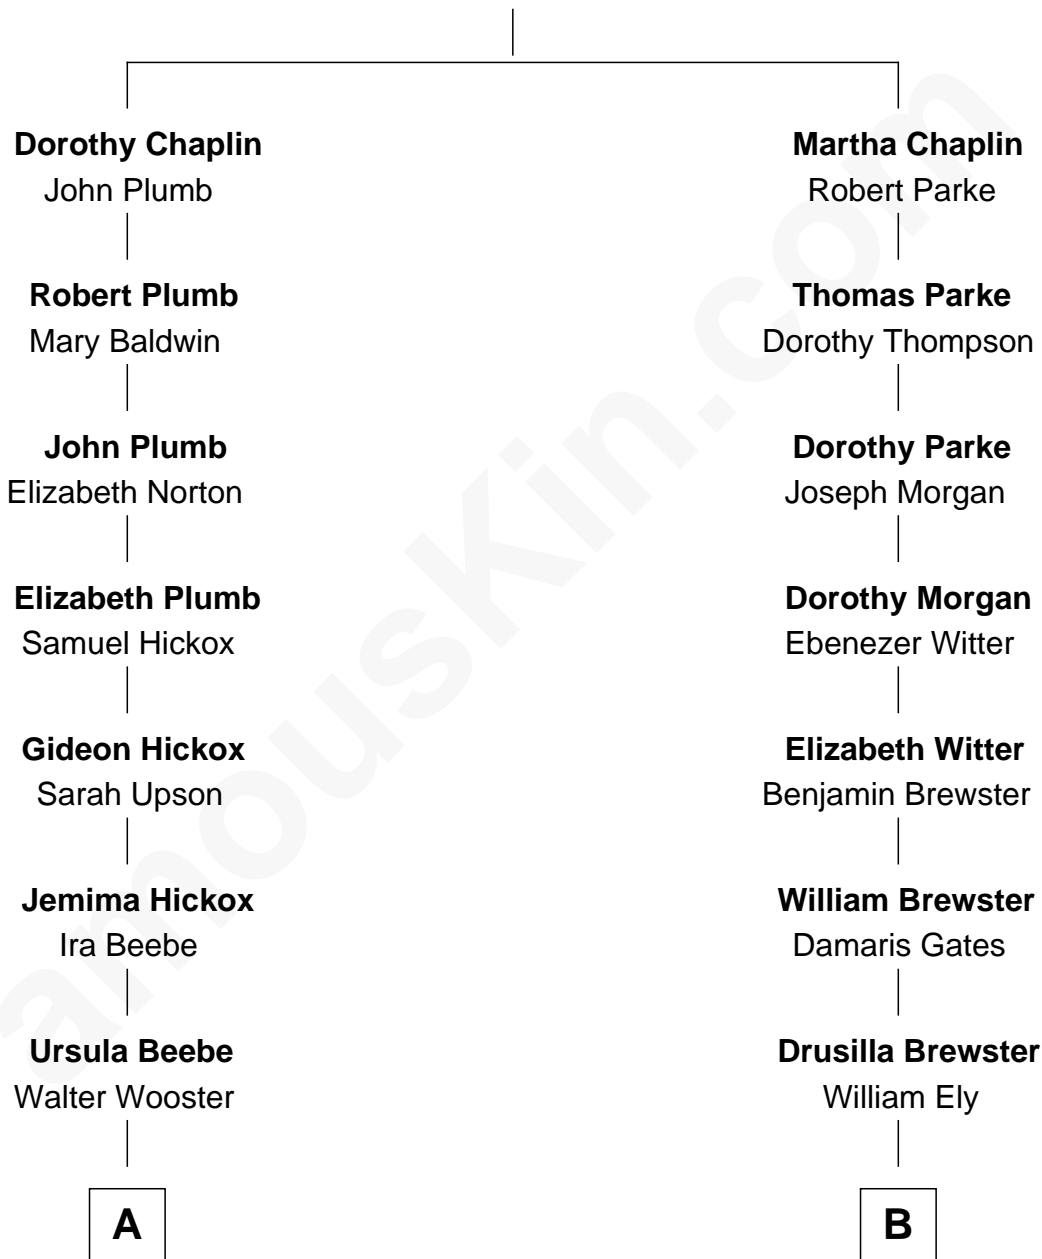 Dorothy Chaplin
John Plumb
Robert Plumb
Mary Baldwin
John Plumb
Elizabeth Norton
Elizabeth Plumb
Samuel Hickox
Gideon Hickox
Sarah Upson
Jemima Hickox
Ira Beebe
Ursula Beebe
Walter Wooster
A
Martha Chaplin
Robert Parke
Thomas Parke
Dorothy Thompson
Dorothy Parke
Joseph Morgan
Dorothy Morgan
Ebenezer Witter
Elizabeth Witter
Benjamin Brewster
William Brewster
Damaris Gates
Drusilla Brewster
William Ely
B
amousKin.com